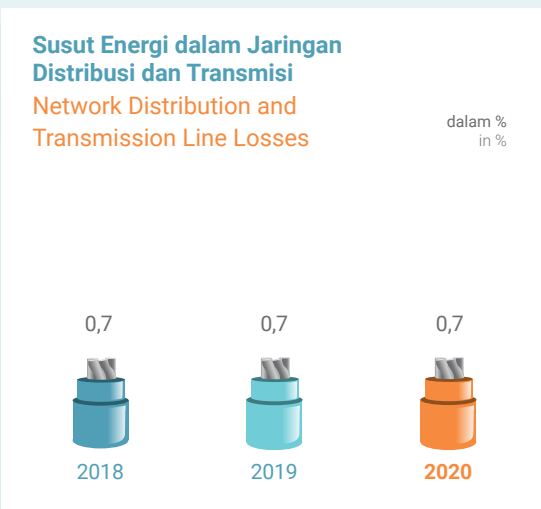 Susut Energi dalam Jaringan
Distribusi dan Transmisi
Network Distribution and
Transmission Line Losses
dalam %
in %
0,7
0,7
0,7
2018
2019
2020